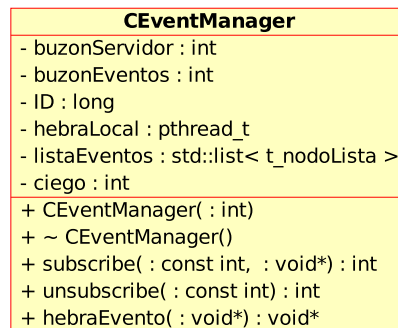 CEventManager
- buzonServidor : int
- buzonEventos : int
- ID : long
- hebraLocal : pthread_t
- listaEventos : std::list< t_nodoLista >
- ciego : int
+ CEventManager( : int)
+ ~ CEventManager()
+ subscribe( : const int, : void*) : int
+ unsubscribe( : const int) : int
+ hebraEvento( : void*) : void*